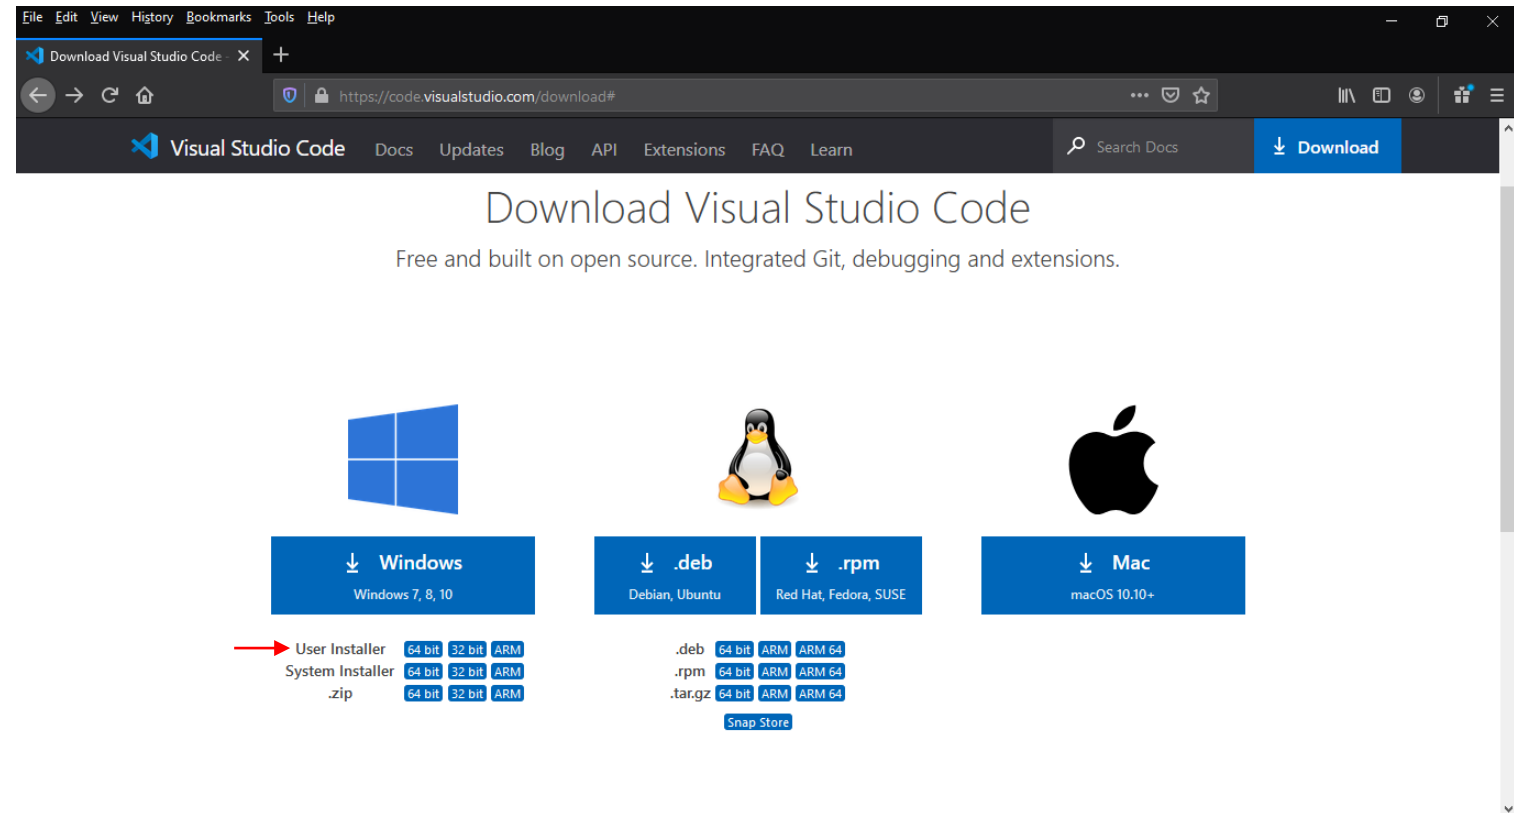 File Edit View History Bookmarks Tools Help
Download Visual Studio Code -
https://code.visualstudio.com/download#
Visual Studio Code Docs Updates Blog API Extensions FAQ Learn Search Docs Download
Download Visual Studio Code
Free and built on open source. Integrated Git, debugging and extensions.
Windows
Windows 7, 8, 10
.deb
Debian, Ubuntu
.rpm
Red Hat, Fedora, SUSE
Mac
macOS 10.10+
User Installer 64 bit 32 bit ARM
System Installer 64 bit 32 bit ARM
.zip 64 bit 32 bit ARM
.deb 64 bit ARM ARM 64
.rpm 64 bit ARM ARM 64
.tar.gz 64 bit ARM ARM 64
Snap Store